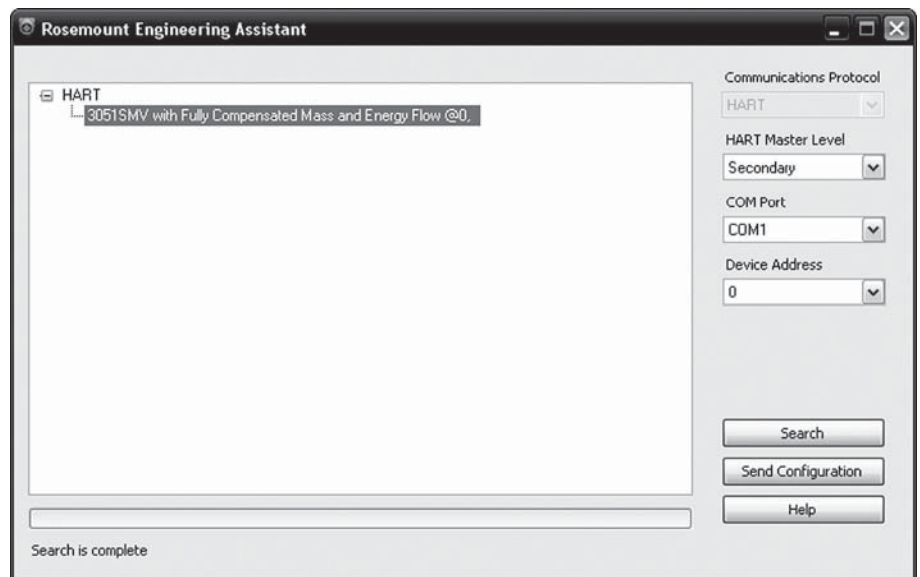 Rosemount Engineering Assistant
HART
3051SMV with Fully Compensated Mass and Energy Flow @0,
Communications Protocol
HART
HART Master Level
Secondary
COM Port
COM1
Device Address
0
Search
Send Configuration
Help
Search is complete